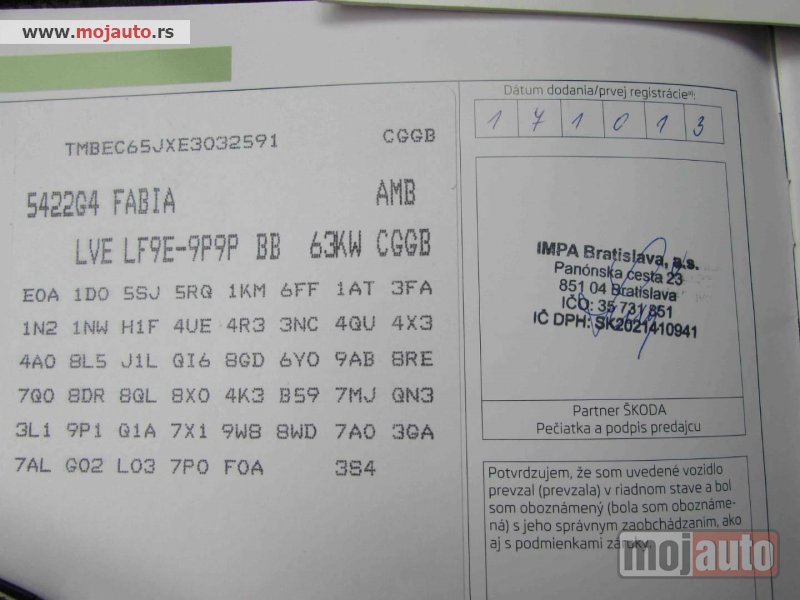 www.mojauto.rs
TMBEC65JXE3032591 CGGB
5422G4 FABIA AMB
LVE LF9E-9P9P BB 63KW CGGB
E0A 1D0 5SJ 5RQ 1KM 6FF 1AT 3FA
1N2 1NW H1F 4UE 4R3 3NC 4QU 4X3
4A0 8L5 J1L QI6 8GD 6Y0 9AB 8RE
7Q0 8DR 8QL 8X0 4K3 B59 7MJ QN3
3L1 9P1 Q1A 7X1 9W8 8WD 7A0 3GA
7AL G02 L03 7P0 F0A 3S4
Dátum dodania/prvej registrácie⁹⁾:
1 7 1 0 1 3
IMPA Bratislava, a.s.
Panónska cesta 23
851 04 Bratislava
IČO: 35 731 851
IČ DPH: SK2021410941
Partner ŠKODA
Pečiatka a podpis predajcu
Potvrdzujem, že som uvedené vozidlo
prevzal (prevzala) v riadnom stave a bol
som oboznámený (bola som oboznáme-
ná) s jeho správnym zaobchádzaním, ako
aj s podmienkami záruky.
mojauto